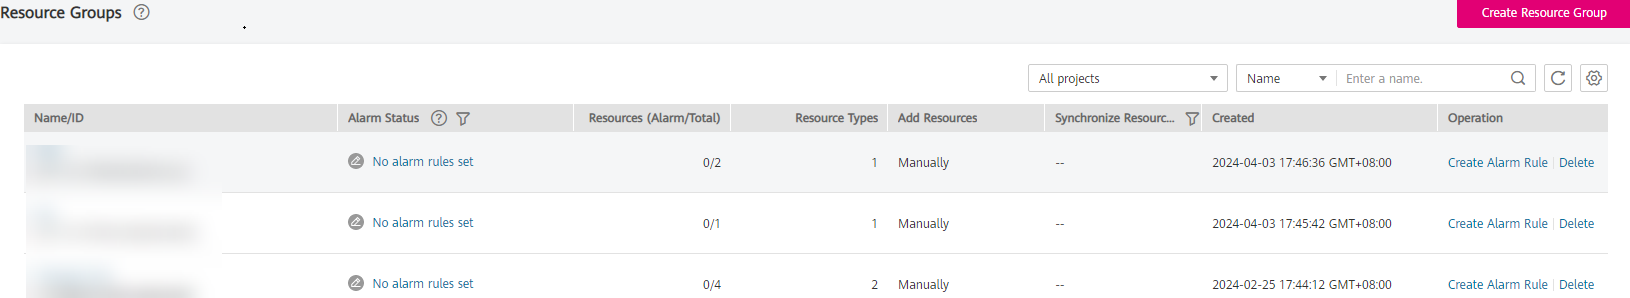 Resource Groups ?
Create Resource Group
All projects Name Enter a name.
Name/ID Alarm Status ? Resources (Alarm/Total) Resource Types Add Resources Synchronize Resourc... Created Operation
No alarm rules set 0/2 1 Manually -- 2024-04-03 17:46:36 GMT+08:00 Create Alarm Rule Delete
No alarm rules set 0/1 1 Manually -- 2024-04-03 17:45:42 GMT+08:00 Create Alarm Rule Delete
No alarm rules set 0/4 2 Manually -- 2024-02-25 17:44:12 GMT+08:00 Create Alarm Rule Delete